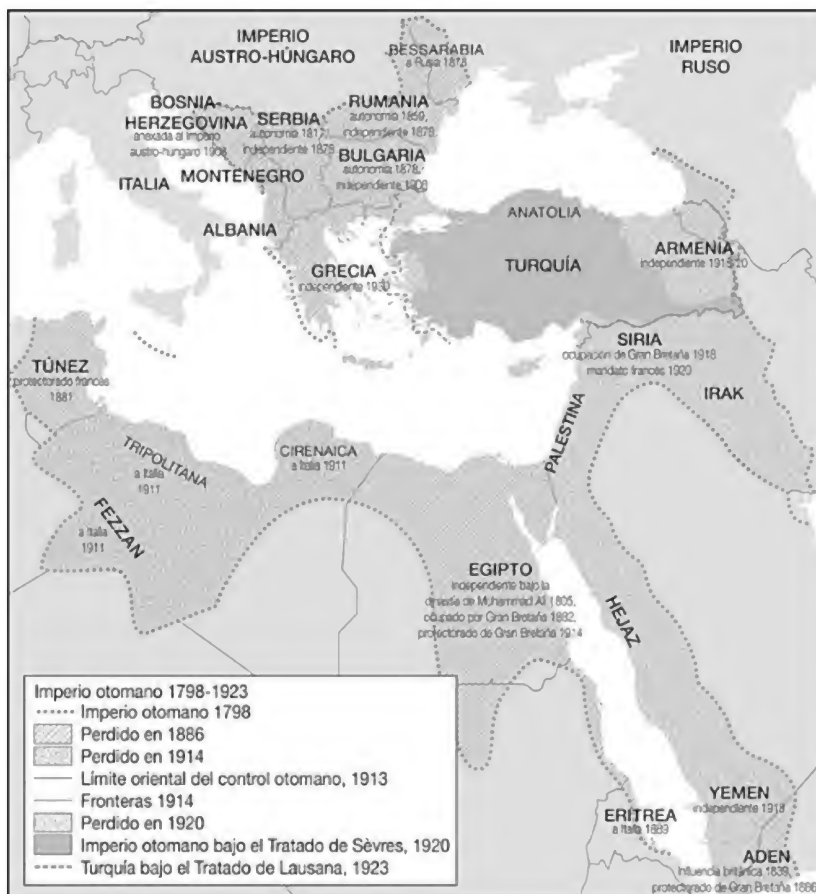 IMPERIO
AUSTRO-HÚNGARO
BESSARABIA
a Rusia 1878
IMPERIO
RUSO
BOSNIA-
HERZEGOVINA
anexada al Imperio
austro-húngaro 1908
SERBIA
autonomía 1817,
independiente 1878
RUMANIA
autonomía 1859,
independiente 1878
BULGARIA
autonomía 1878,
independiente 1908
ITALIA
MONTENEGRO
ALBANIA
GRECIA
independiente 1830
ANATOLIA
TURQUÍA
ARMENIA
independiente 1918-20
TÚNEZ
protectorado francés
1881
SIRIA
ocupación de Gran Bretaña 1918
mandato francés 1920
IRAK
PALESTINA
TRIPOLITANA
a Italia
1911
CIRENAICA
a Italia 1911
FEZZAN
a Italia
1911
EGIPTO
independiente bajo la
dinastía de Muhammad Alí 1805,
ocupado por Gran Bretaña 1882,
protectorado de Gran Bretaña 1914
HEJAZ
YEMEN
independiente 1918
ERITREA
a Italia 1889
ADEN
influencia británica 1839,
protectorado de Gran Bretaña 1886
Imperio otomano 1798-1923
Imperio otomano 1798
Perdido en 1886
Perdido en 1914
Límite oriental del control otomano, 1913
Fronteras 1914
Perdido en 1920
Imperio otomano bajo el Tratado de Sèvres, 1920
Turquía bajo el Tratado de Lausana, 1923